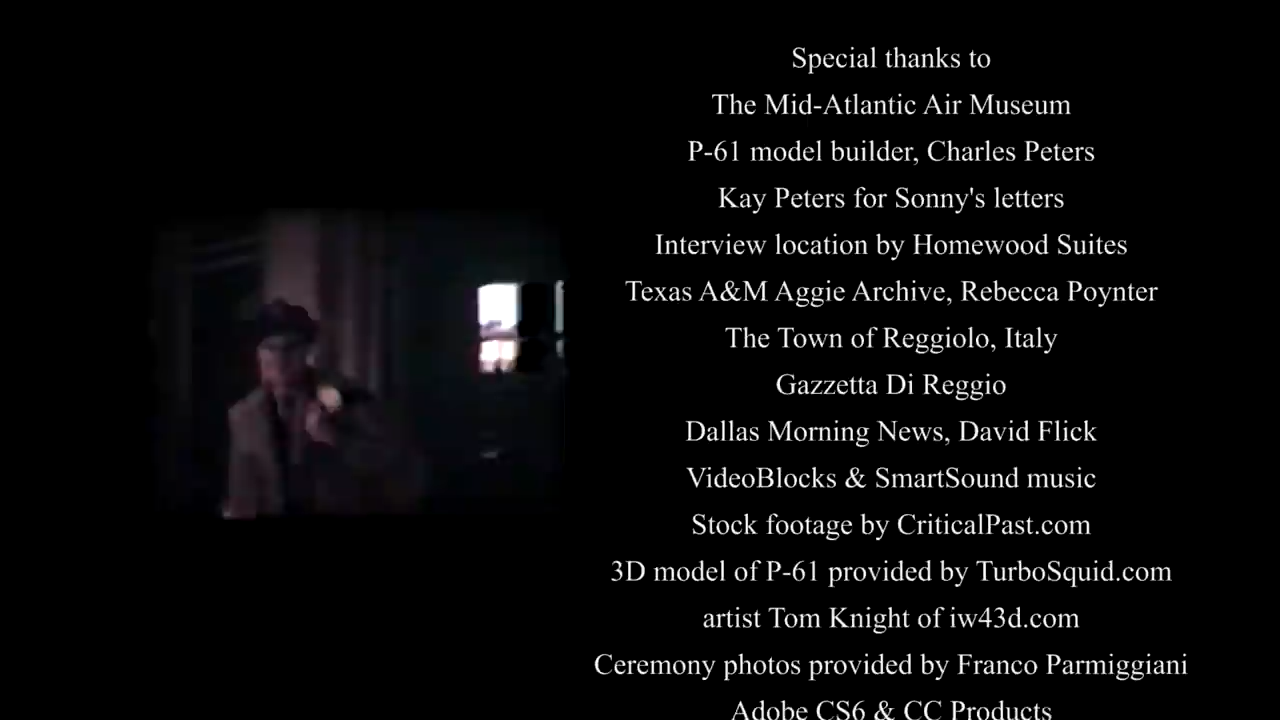 Special thanks to
The Mid-Atlantic Air Museum
P-61 model builder, Charles Peters
Kay Peters for Sonny's letters
Interview location by Homewood Suites
Texas A&M Aggie Archive, Rebecca Poynter
The Town of Reggiolo, Italy
Gazzetta Di Reggio
Dallas Morning News, David Flick
VideoBlocks & SmartSound music
Stock footage by CriticalPast.com
3D model of P-61 provided by TurboSquid.com
artist Tom Knight of iw43d.com
Ceremony photos provided by Franco Parmiggiani
Adobe CS6 & CC Products